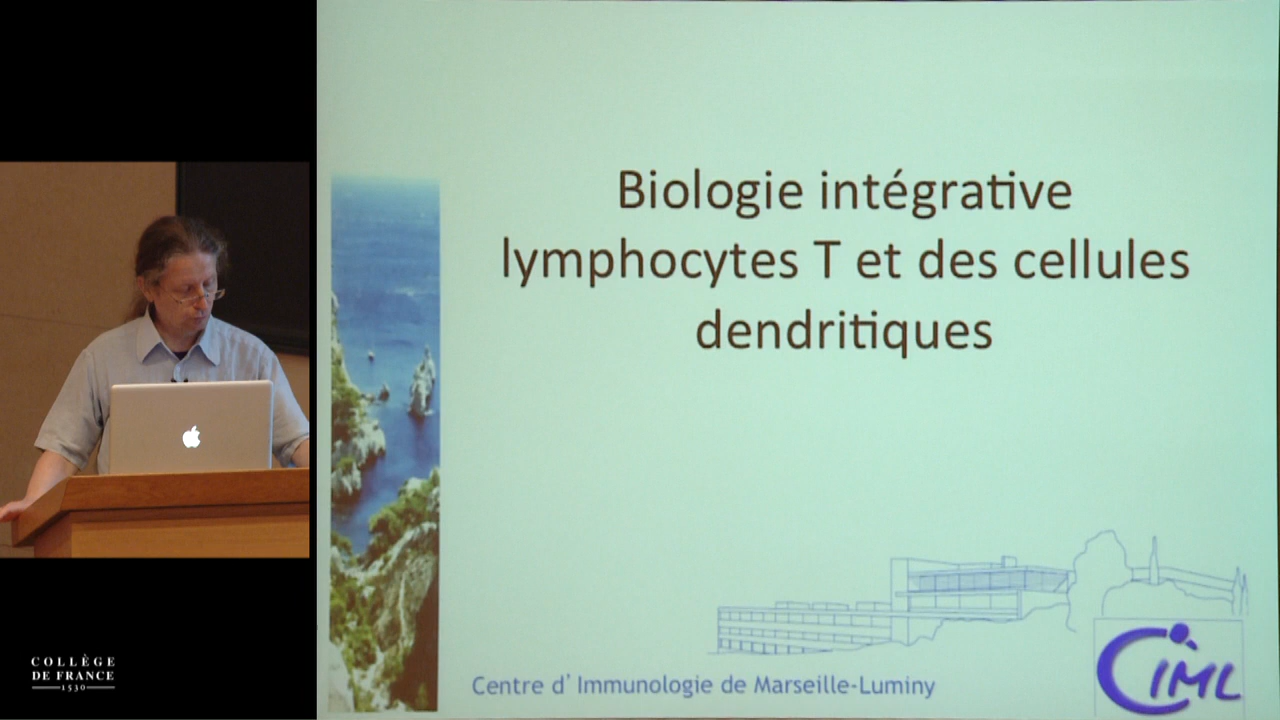 Biologie intégrative
lymphocytes T et des cellules
dendritiques
Centre d'Immunologie de Marseille-Luminy
CIML
COLLÈGE
DE FRANCE
1530